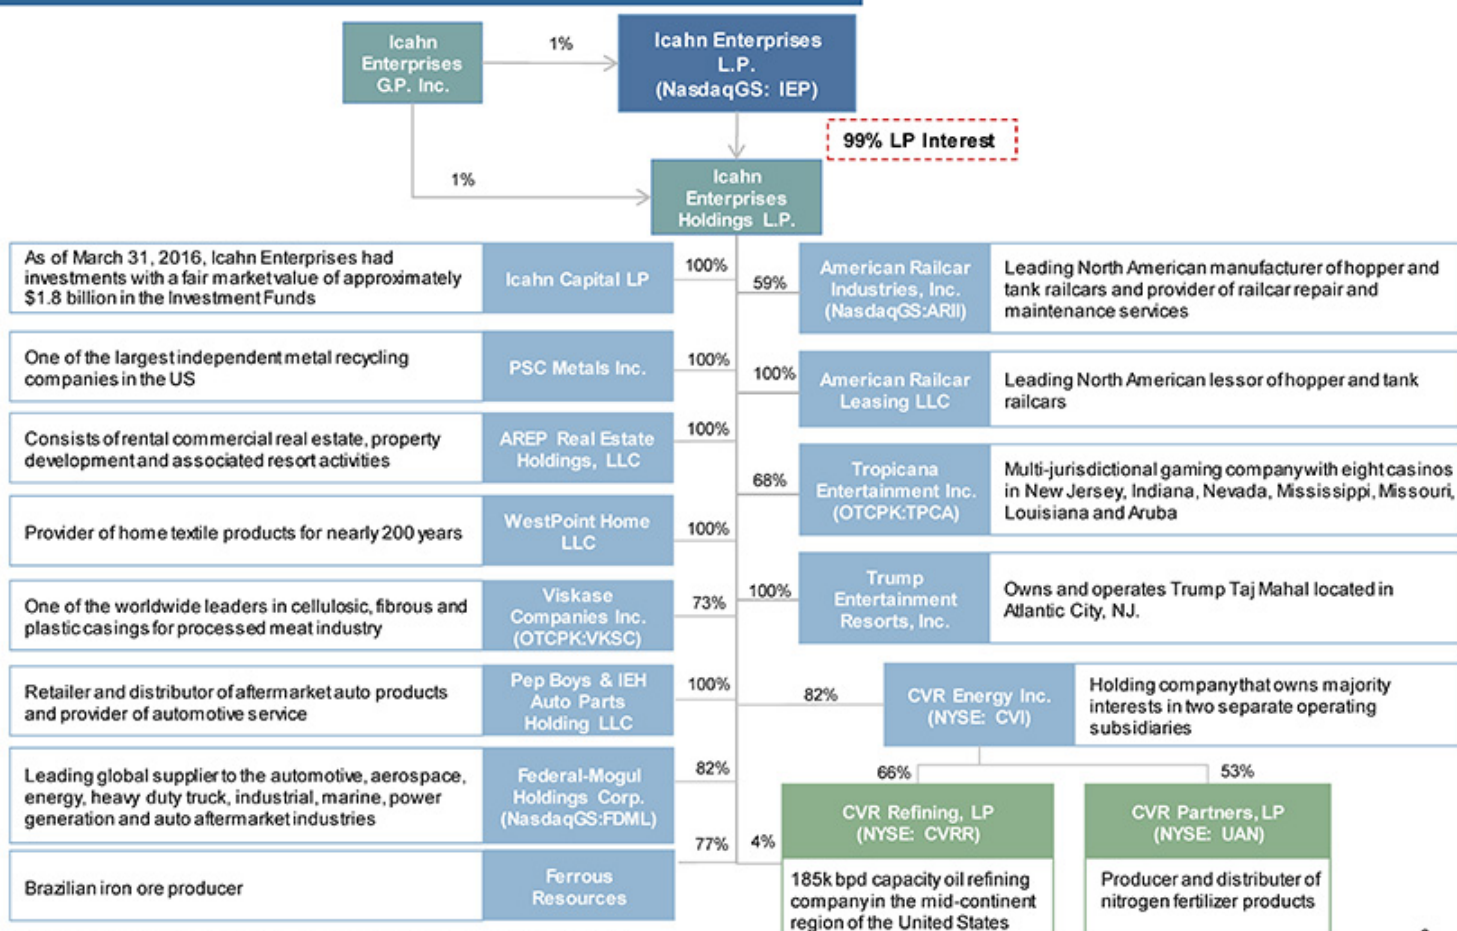 Icahn
Enterprises
G.P. Inc.
1%
Icahn Enterprises
L.P.
(NasdaqGS: IEP)
99% LP Interest
1%
Icahn
Enterprises
Holdings L.P.
As of March 31, 2016, Icahn Enterprises had
investments with a fair market value of approximately
$1.8 billion in the Investment Funds
Icahn Capital LP
100%
One of the largest independent metal recycling
companies in the US
PSC Metals Inc.
100%
Consists of rental commercial real estate, property
development and associated resort activities
AREP Real Estate
Holdings, LLC
100%
Provider of home textile products for nearly 200 years
WestPoint Home
LLC
100%
One of the worldwide leaders in cellulosic, fibrous and
plastic casings for processed meat industry
Viskase
Companies Inc.
(OTCPK:VKSC)
73%
Retailer and distributor of aftermarket auto products
and provider of automotive service
Pep Boys & IEH
Auto Parts
Holding LLC
100%
Leading global supplier to the automotive, aerospace,
energy, heavy duty truck, industrial, marine, power
generation and auto aftermarket industries
Federal-Mogul
Holdings Corp.
(NasdaqGS:FDML)
82%
Brazilian iron ore producer
Ferrous
Resources
77%
59%
American Railcar
Industries, Inc.
(NasdaqGS:ARII)
Leading North American manufacturer of hopper and
tank railcars and provider of railcar repair and
maintenance services
100%
American Railcar
Leasing LLC
Leading North American lessor of hopper and tank
railcars
68%
Tropicana
Entertainment Inc.
(OTCPK:TPCA)
Multi-jurisdictional gaming company with eight casinos
in New Jersey, Indiana, Nevada, Mississippi, Missouri,
Louisiana and Aruba
100%
Trump
Entertainment
Resorts, Inc.
Owns and operates Trump Taj Mahal located in
Atlantic City, NJ.
82%
CVR Energy Inc.
(NYSE: CVI)
Holding company that owns majority
interests in two separate operating
subsidiaries
66%
53%
4%
CVR Refining, LP
(NYSE: CVRR)
185k bpd capacity oil refining
company in the mid-continent
region of the United States
CVR Partners, LP
(NYSE: UAN)
Producer and distributer of
nitrogen fertilizer products